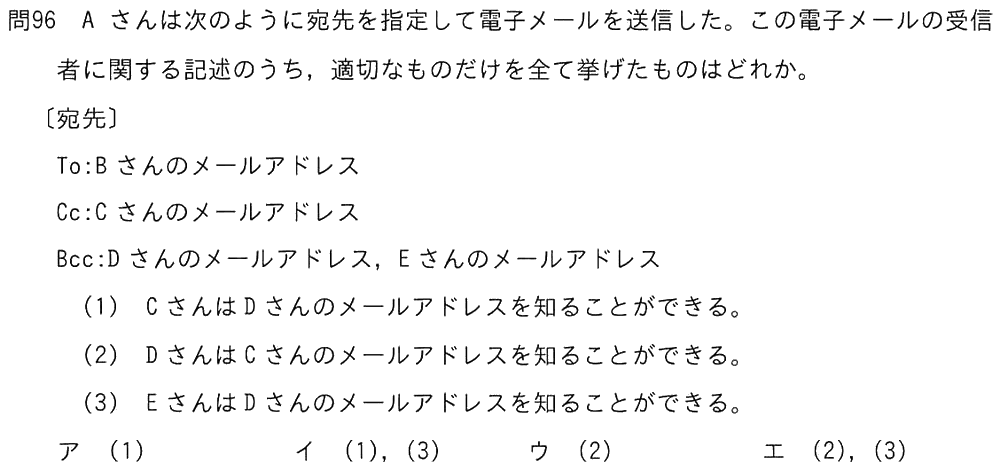 問96 A さんは次のように宛先を指定して電子メールを送信した。この電子メールの受信
者に関する記述のうち，適切なものだけを全て挙げたものはどれか。
〔宛先〕
To:B さんのメールアドレス
Cc:C さんのメールアドレス
Bcc:D さんのメールアドレス，E さんのメールアドレス
(1) C さんは D さんのメールアドレスを知ることができる。
(2) D さんは C さんのメールアドレスを知ることができる。
(3) E さんは D さんのメールアドレスを知ることができる。
ア (1) イ (1)，(3) ウ (2) エ (2)，(3)